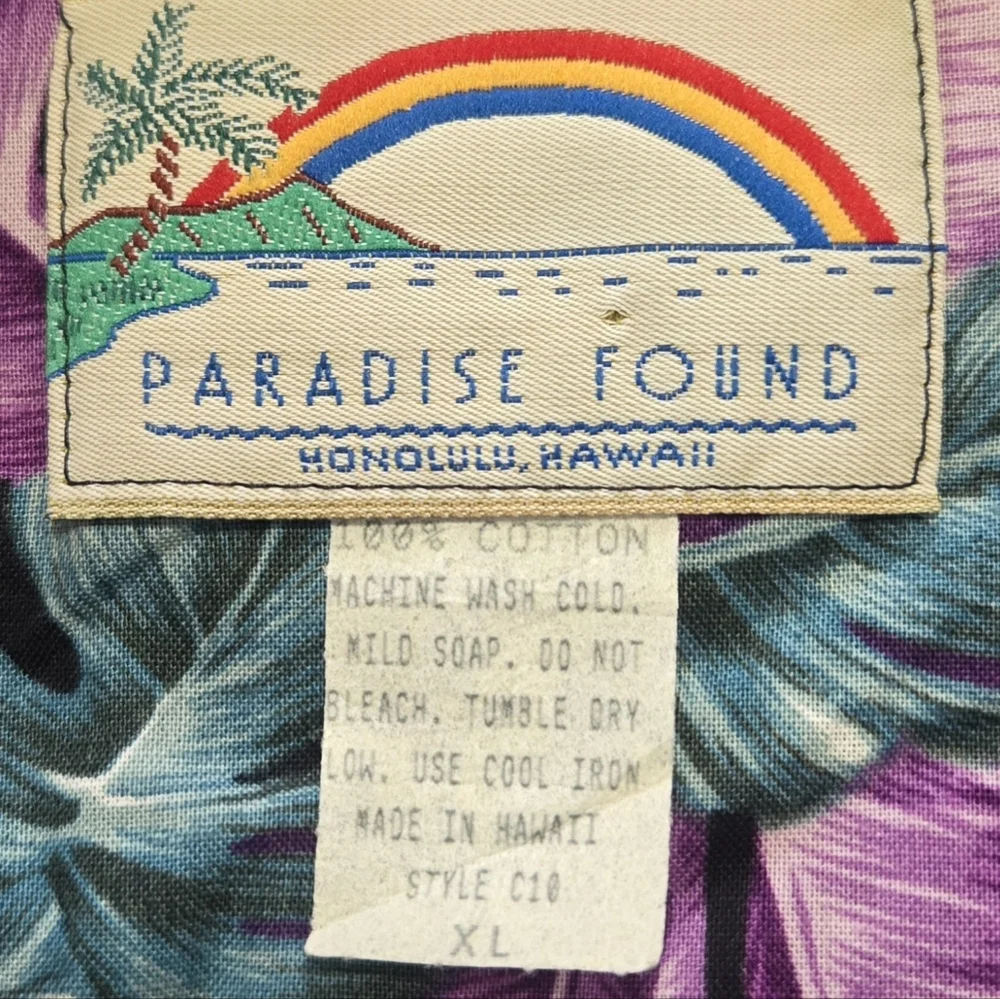 PARADISE FOUND
HONOLULU, HAWAII
100% COTTON
MACHINE WASH COLD.
MILD SOAP. DO NOT
BLEACH. TUMBLE DRY
LOW. USE COOL IRON
MADE IN HAWAII
STYLE C10
XL